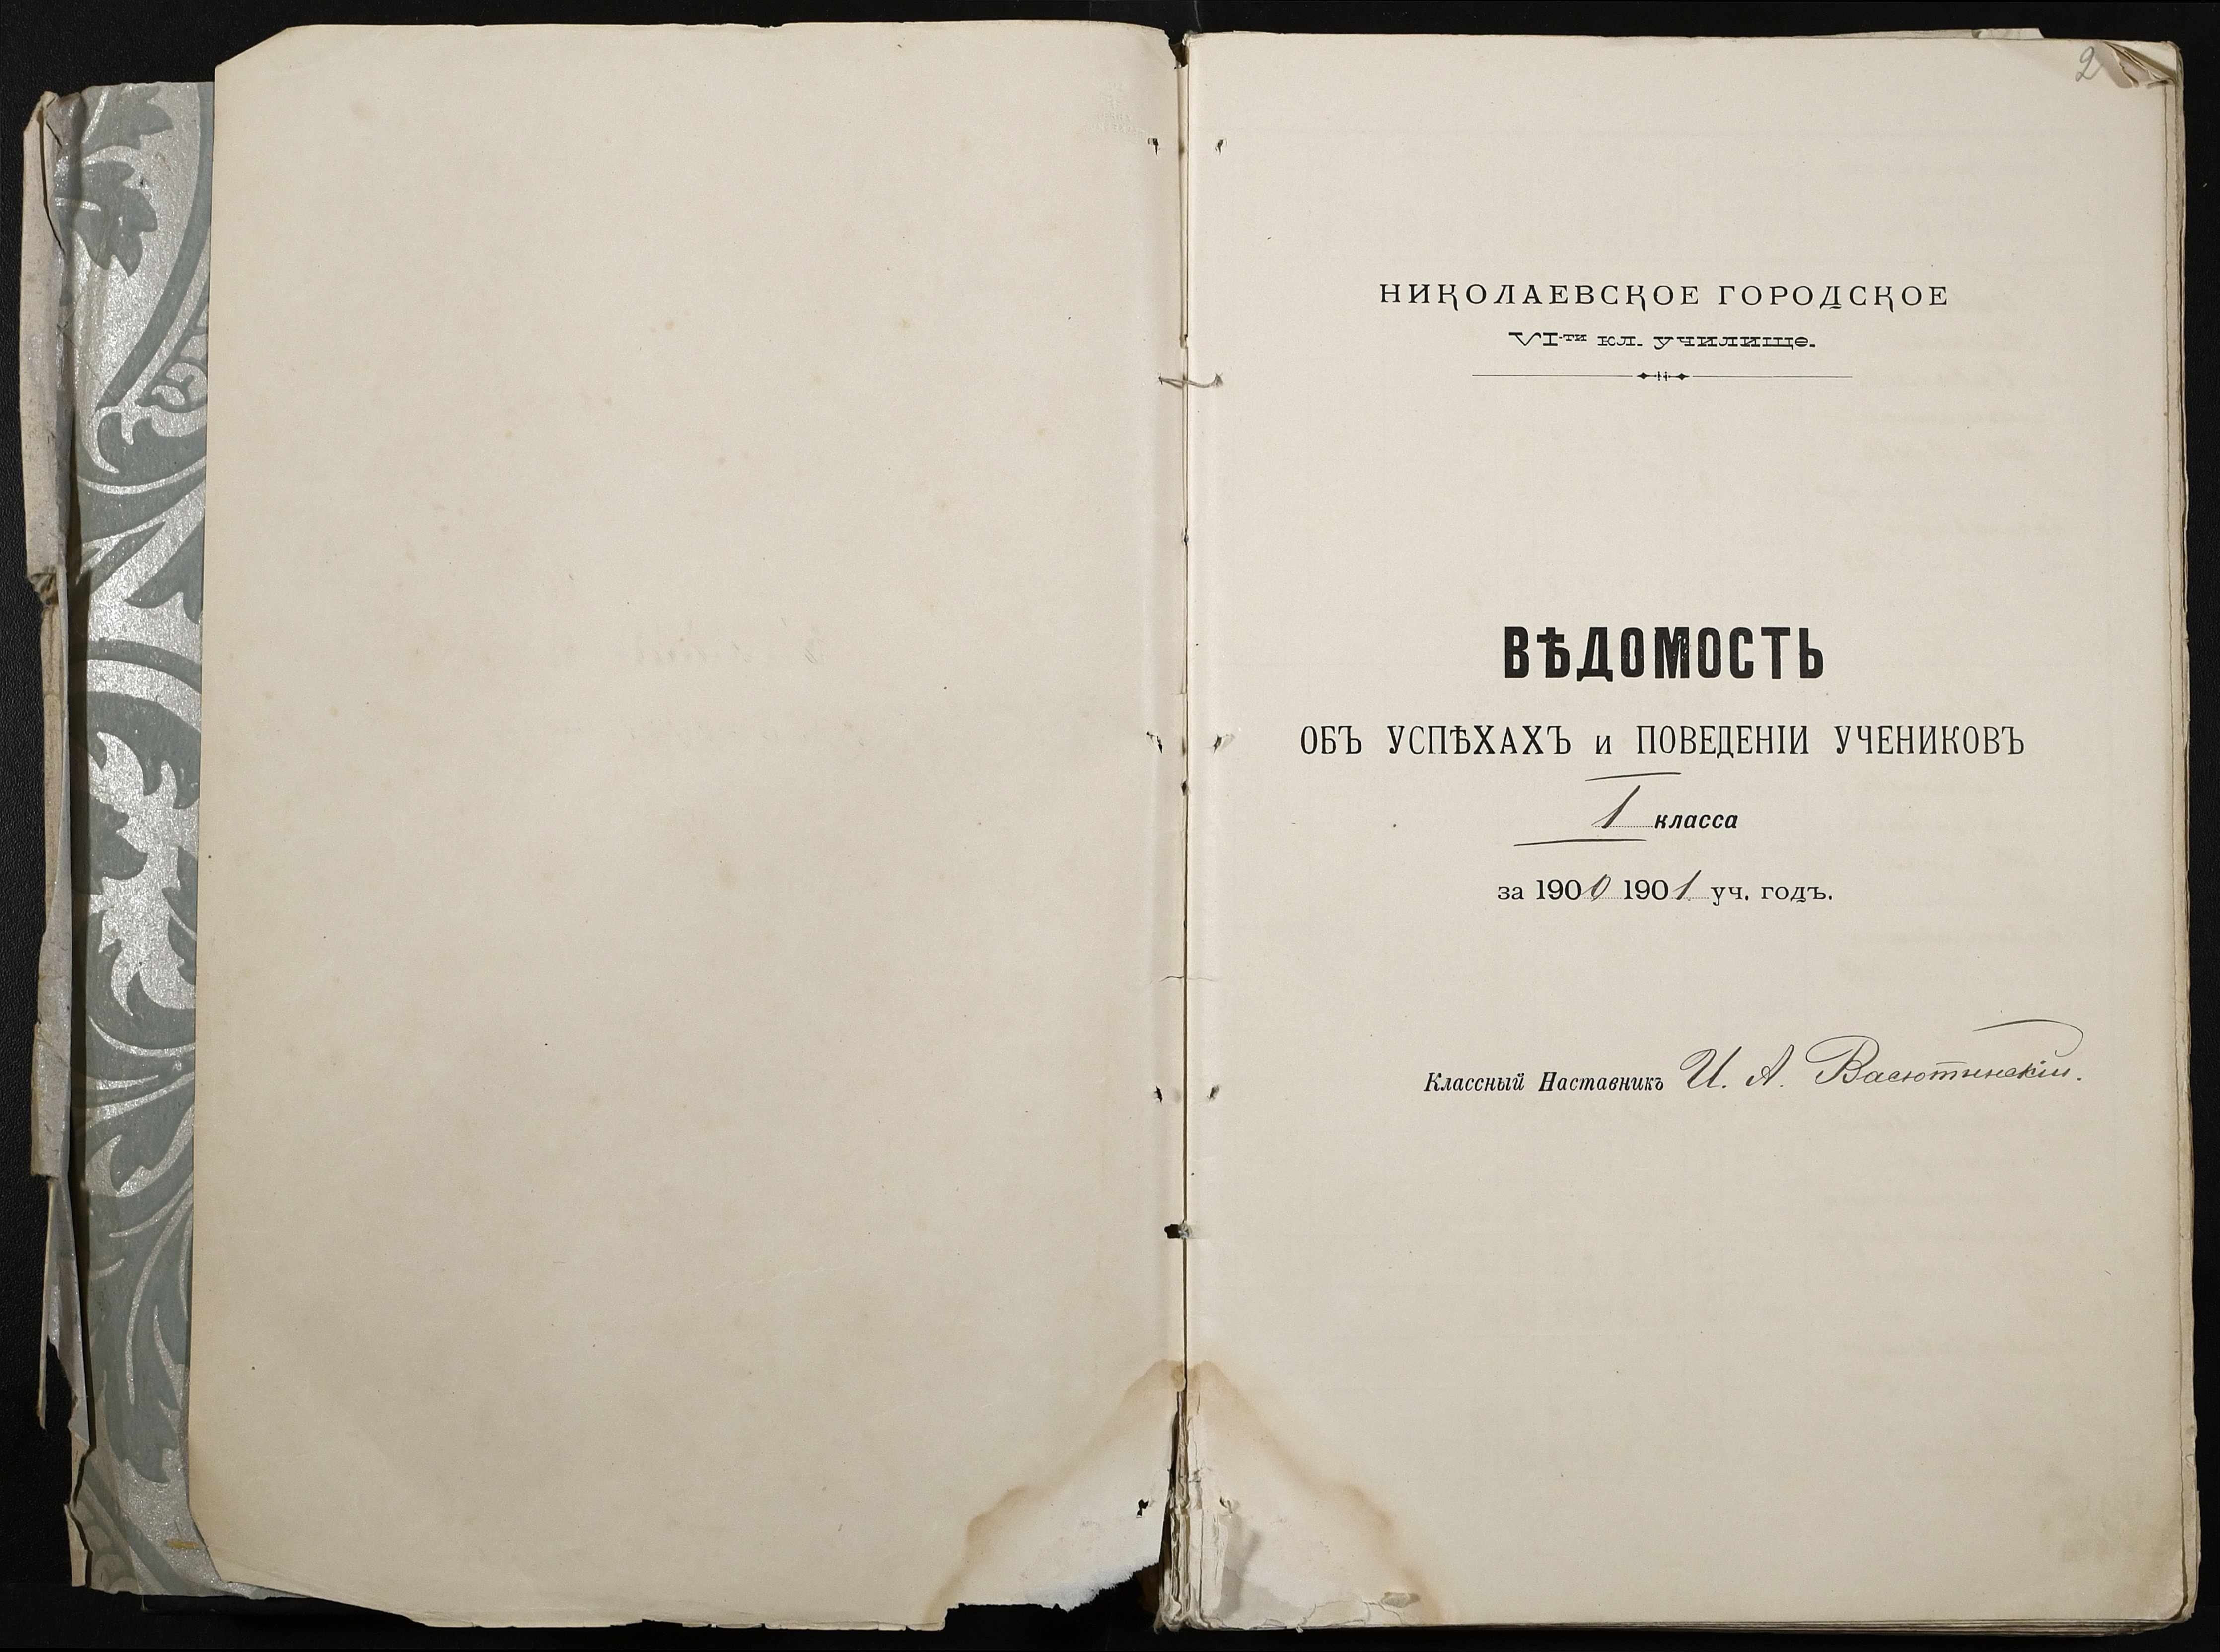 2
НИКОЛАЕВСКОЕ ГОРОДСКОЕ
VI-ти кл. училище.
ВѢДОМОСТЬ
ОБЪ УСПѢХАХЪ и ПОВЕДЕНІИ УЧЕНИКОВЪ
I класса
за 1900 1901 уч. годъ.
Классный Наставникъ И. А. Васютинскій.